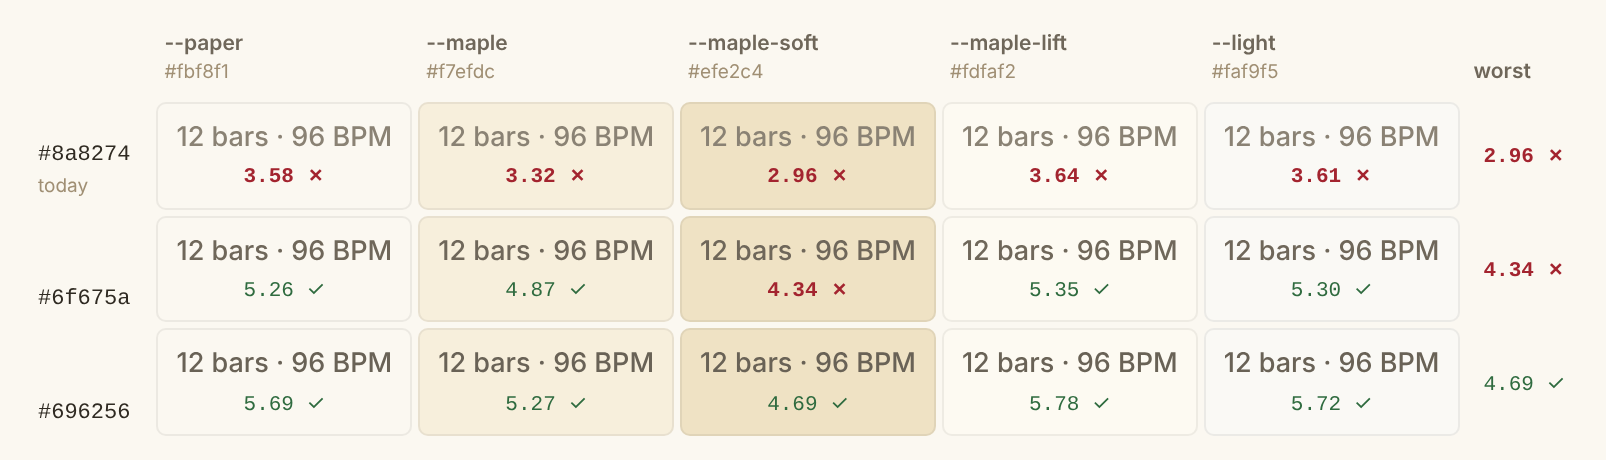 --paper --maple --maple-soft --maple-lift --light
#fbf8f1 #f7efdc #efe2c4 #fdfaf2 #faf9f5 worst
12 bars · 96 BPM 12 bars · 96 BPM 12 bars · 96 BPM 12 bars · 96 BPM 12 bars · 96 BPM
#8a8274 2.96 ×
3.58 × 3.32 × 2.96 × 3.64 × 3.61 ×
today
12 bars · 96 BPM 12 bars · 96 BPM 12 bars · 96 BPM 12 bars · 96 BPM 12 bars · 96 BPM
4.34 ×
#6f675a 5.26 ✓ 4.87 ✓ 4.34 × 5.35 ✓ 5.30 ✓
12 bars · 96 BPM 12 bars · 96 BPM 12 bars · 96 BPM 12 bars · 96 BPM 12 bars · 96 BPM
4.69 ✓
#696256 5.69 ✓ 5.27 ✓ 4.69 ✓ 5.78 ✓ 5.72 ✓